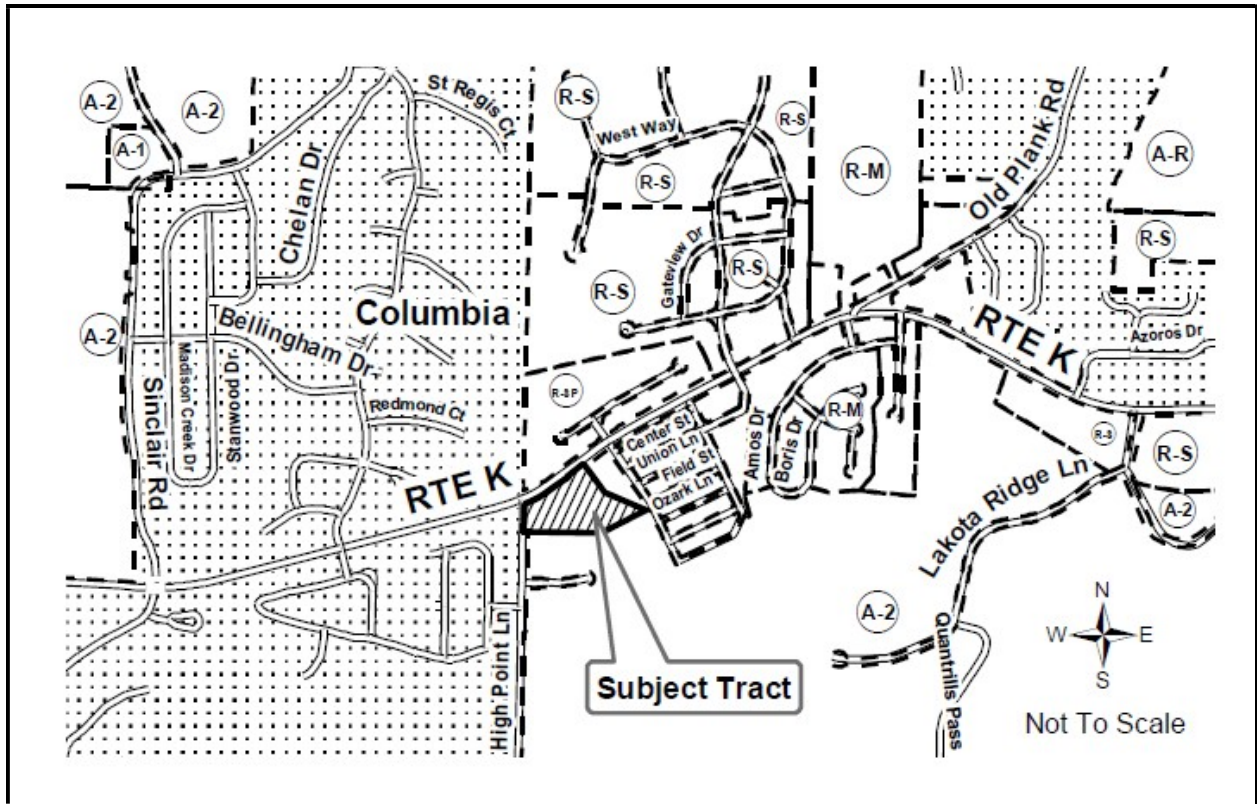 A-2
A-2
A-1
St Regis Ct
R-S
West Way
R-S
R-S
R-M
Old Plank Rd
A-R
R-S
Chelan Dr
Gateview Dr
R-S
R-S
Columbia
A-2
Bellingham Dr
Sinclair Rd
Madison Creek Dr
Stanwood Dr
RTE K
Azoros Dr
Redmond Ct
RTE K
Center St
Union Ln
Field St
Ozark Ln
Amos Dr
Boris Dr
R-M
R-S
A-2
Lakota Ridge Ln
A-2
Quantrills Pass
High Point Ln
Subject Tract
N
W
E
S
Not To Scale